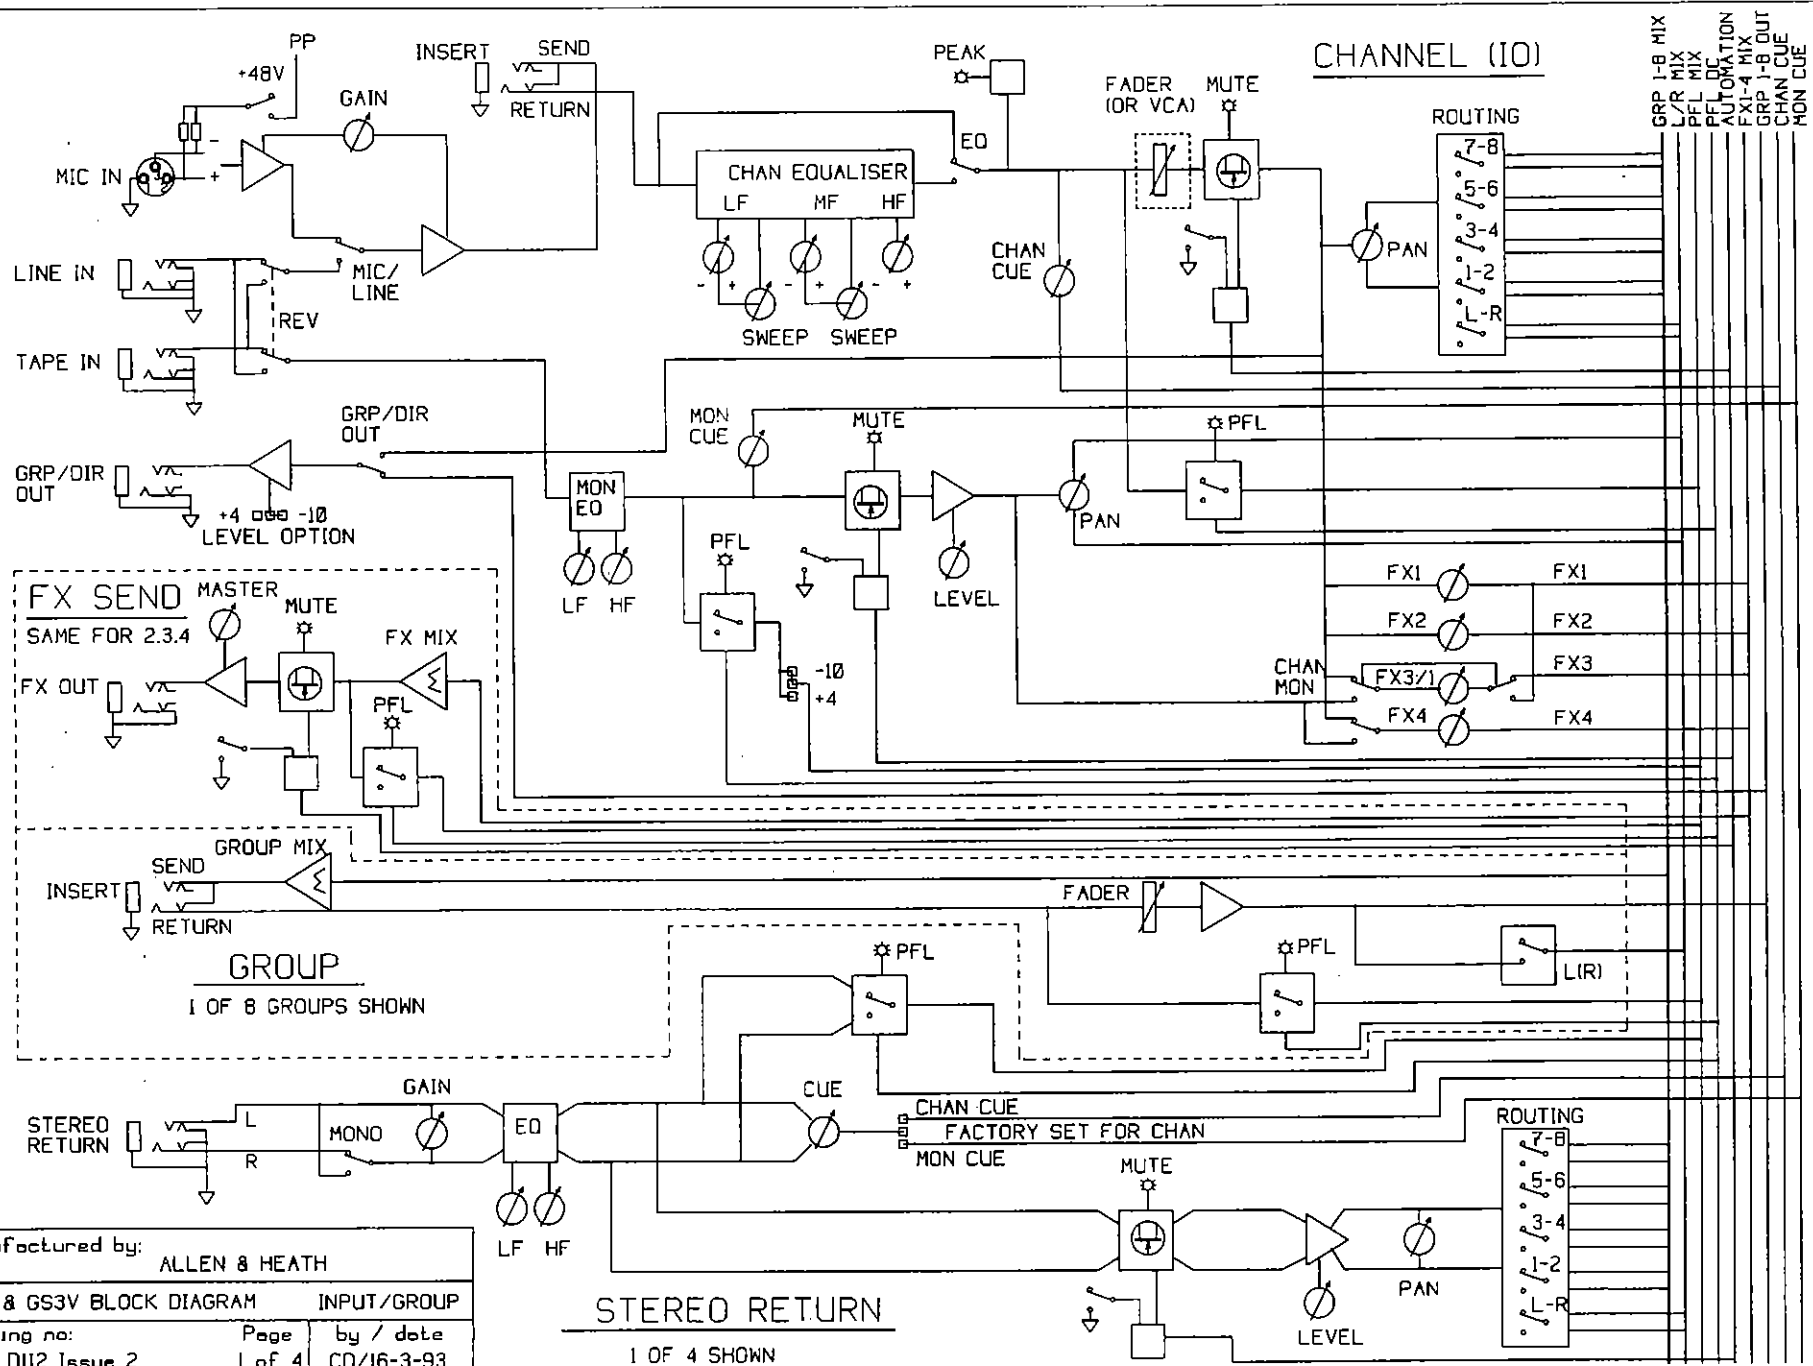 CHANNEL (IO)
GRP 1-8 MIX
L/R MIX
PFL MIX
PFL DC
AUTOMATION
FX1-4 MIX
GRP 1-8 OUT
CHAN CUE
MON CUE
PP
+48V
GAIN
MIC IN
-
+
INSERT
SEND
RETURN
PEAK
EQ
CHAN EQUALISER
LF MF HF
- + - + - +
SWEEP SWEEP
FADER
(OR VCA)
MUTE
CHAN
CUE
PAN
ROUTING
7-8
5-6
3-4
1-2
L-R
LINE IN
MIC/
LINE
REV
TAPE IN
GRP/DIR
OUT
GRP/DIR
OUT
+4 -10
LEVEL OPTION
MON
CUE
MON
EQ
LF HF
MUTE
PFL
-10
+4
LEVEL
PAN
PFL
FX1 FX1
FX2 FX2
CHAN
MON
FX3/1 FX3
FX4 FX4
FX SEND
SAME FOR 2.3.4
MASTER
MUTE
FX MIX
FX OUT
PFL
GROUP MIX
INSERT
SEND
RETURN
FADER
GROUP
1 OF 8 GROUPS SHOWN
PFL
PFL
L(R)
STEREO
RETURN
L
R
MONO
GAIN
EQ
LF HF
CUE
CHAN CUE
FACTORY SET FOR CHAN
MON CUE
MUTE
LEVEL
PAN
ROUTING
7-8
5-6
3-4
1-2
L-R
STEREO RETURN
1 OF 4 SHOWN
factured by:
ALLEN & HEATH
& GS3V BLOCK DIAGRAM INPUT/GROUP
ing no: Page by / date
Issue 2 1 of 4 CD/16-3-93